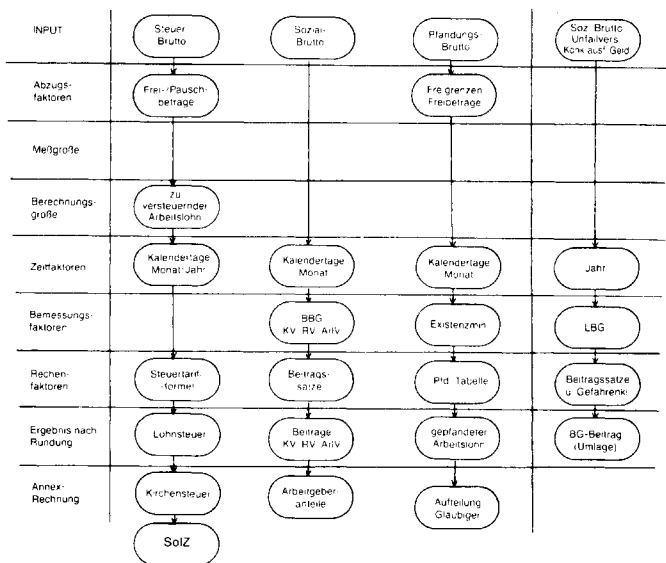 INPUT
Steuer
Brutto
Sozial-
Brutto
Pfändungs-
Brutto
Soz Brutto
Unfallvers
Konk ausf Geld
Abzugs-
faktoren
Frei-/Pausch
beträge
Freigrenzen
Freibeträge
Meßgröße
Berechnungs-
größe
zu
versteuernder
Arbeitslohn
Zeitfaktoren
Kalendertage
Monat/Jahr
Kalendertage
Monat
Kalendertage
Monat
Jahr
Bemessungs-
faktoren
BBG
KV RV ArlV
Existenzmin
LBG
Rechen-
faktoren
Steuertarif-
formel
Beitrags-
sätze
Pfd Tabelle
Beitragssätze
u Gefahrenkl
Ergebnis nach
Rundung
Lohnsteuer
Beiträge
KV RV ArlV
gepfändeter
Arbeitslohn
BG-Beitrag
(Umlage)
Annex-
Rechnung
Kirchensteuer
Arbeitgeber
anteile
Aufteilung
Gläubiger
SolZ